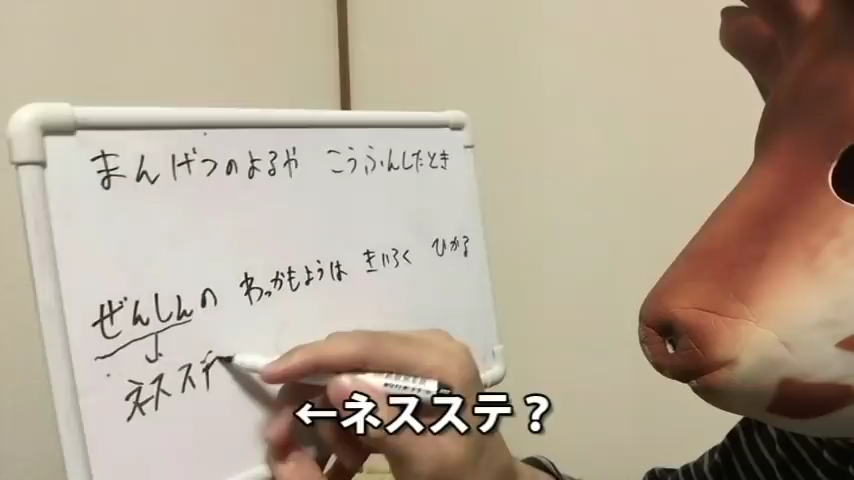 まんげつのよるや こうふんしたとき
ぜんしんの わっかもようは きいろく ひかる
ネスステ
←ネスステ？